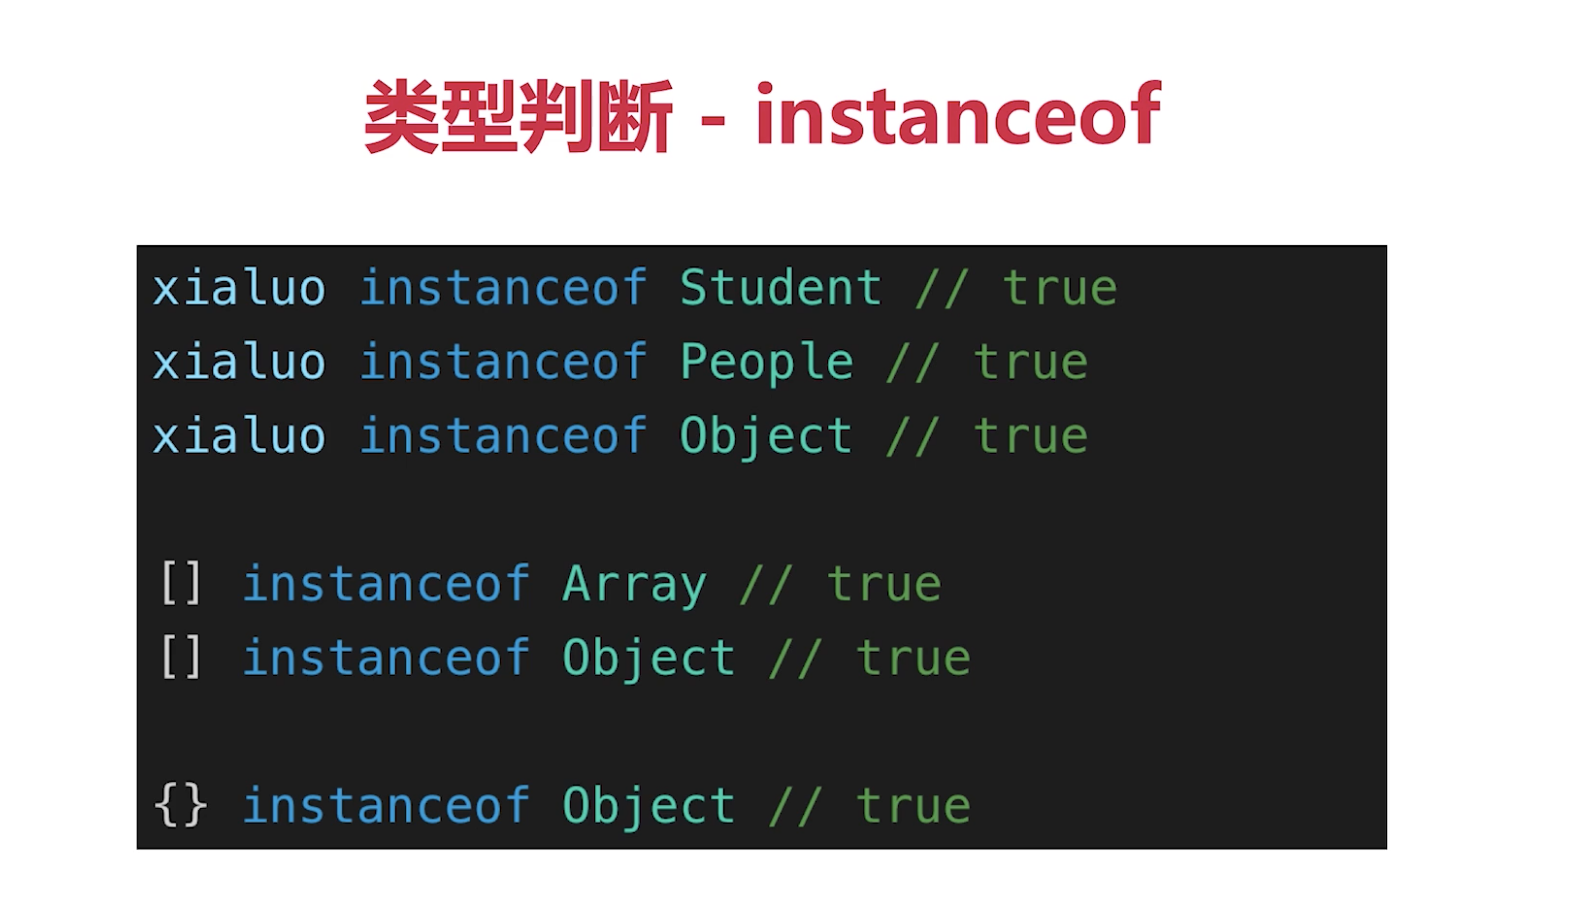 类型判断 - instanceof
xialuo instanceof Student // true
xialuo instanceof People // true
xialuo instanceof Object // true
[] instanceof Array // true
[] instanceof Object // true
{} instanceof Object // true